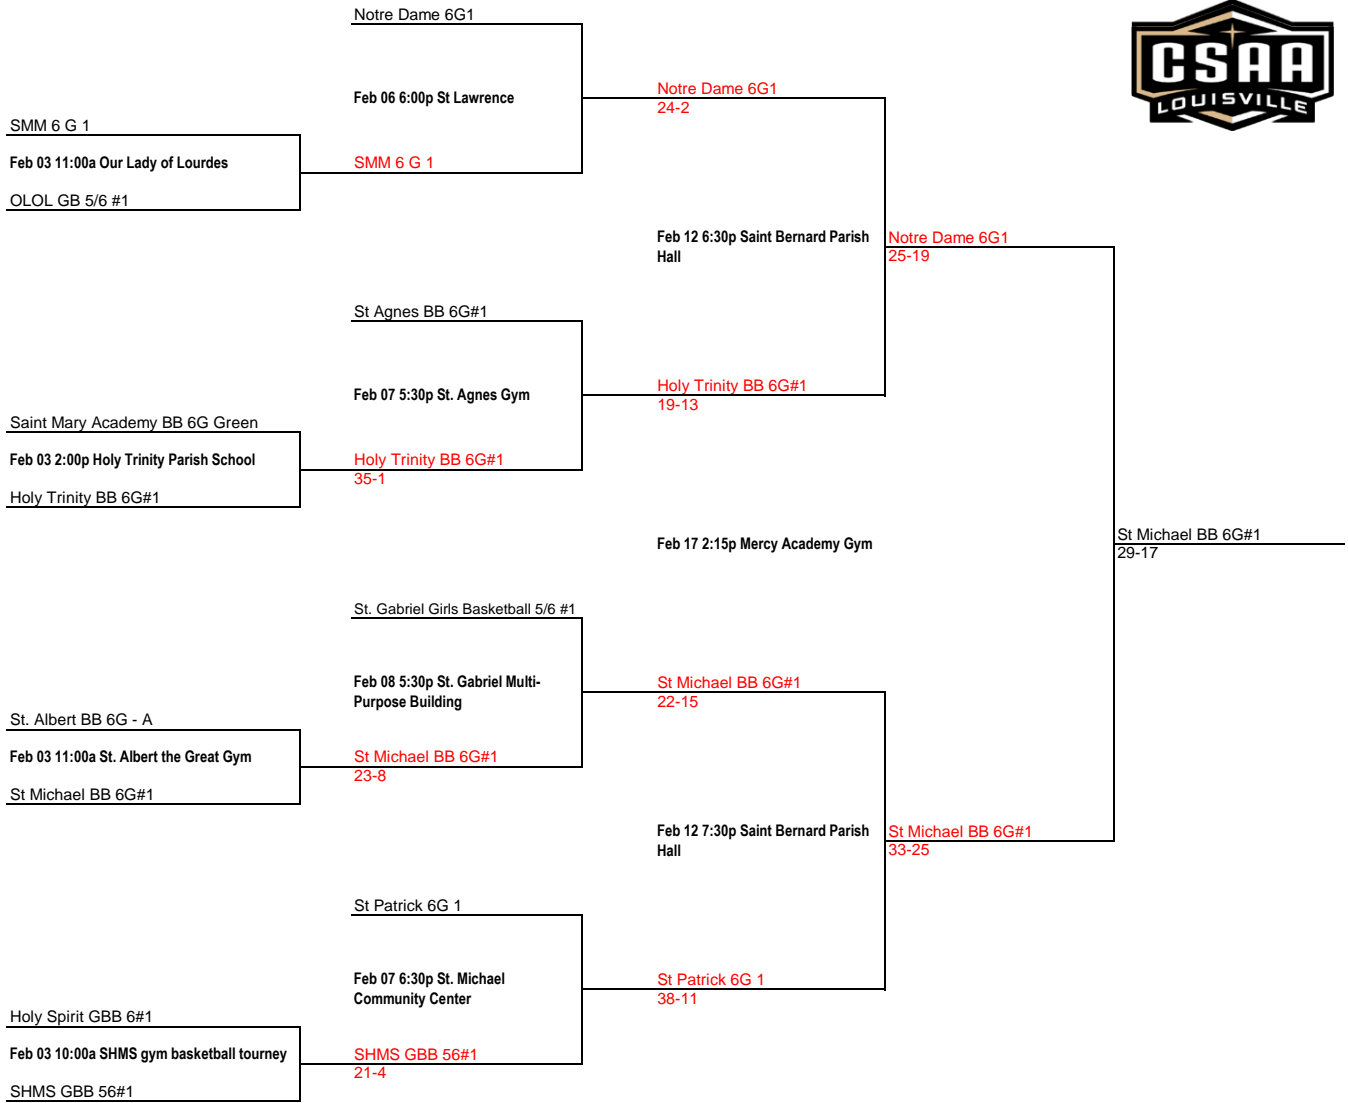 Notre Dame 6G1
CSAA
LOUISVILLE
Feb 06 6:00p St Lawrence
Notre Dame 6G1
24-2
SMM 6 G 1
Feb 03 11:00a Our Lady of Lourdes
SMM 6 G 1
OLOL GB 5/6 #1
Feb 12 6:30p Saint Bernard Parish
Hall
Notre Dame 6G1
25-19
St Agnes BB 6G#1
Feb 07 5:30p St. Agnes Gym
Holy Trinity BB 6G#1
19-13
Saint Mary Academy BB 6G Green
Feb 03 2:00p Holy Trinity Parish School
Holy Trinity BB 6G#1
35-1
Holy Trinity BB 6G#1
Feb 17 2:15p Mercy Academy Gym
St Michael BB 6G#1
29-17
St. Gabriel Girls Basketball 5/6 #1
Feb 08 5:30p St. Gabriel Multi-
Purpose Building
St Michael BB 6G#1
22-15
St. Albert BB 6G - A
Feb 03 11:00a St. Albert the Great Gym
St Michael BB 6G#1
23-8
St Michael BB 6G#1
Feb 12 7:30p Saint Bernard Parish
Hall
St Michael BB 6G#1
33-25
St Patrick 6G 1
Feb 07 6:30p St. Michael
Community Center
St Patrick 6G 1
38-11
Holy Spirit GBB 6#1
Feb 03 10:00a SHMS gym basketball tourney
SHMS GBB 56#1
21-4
SHMS GBB 56#1